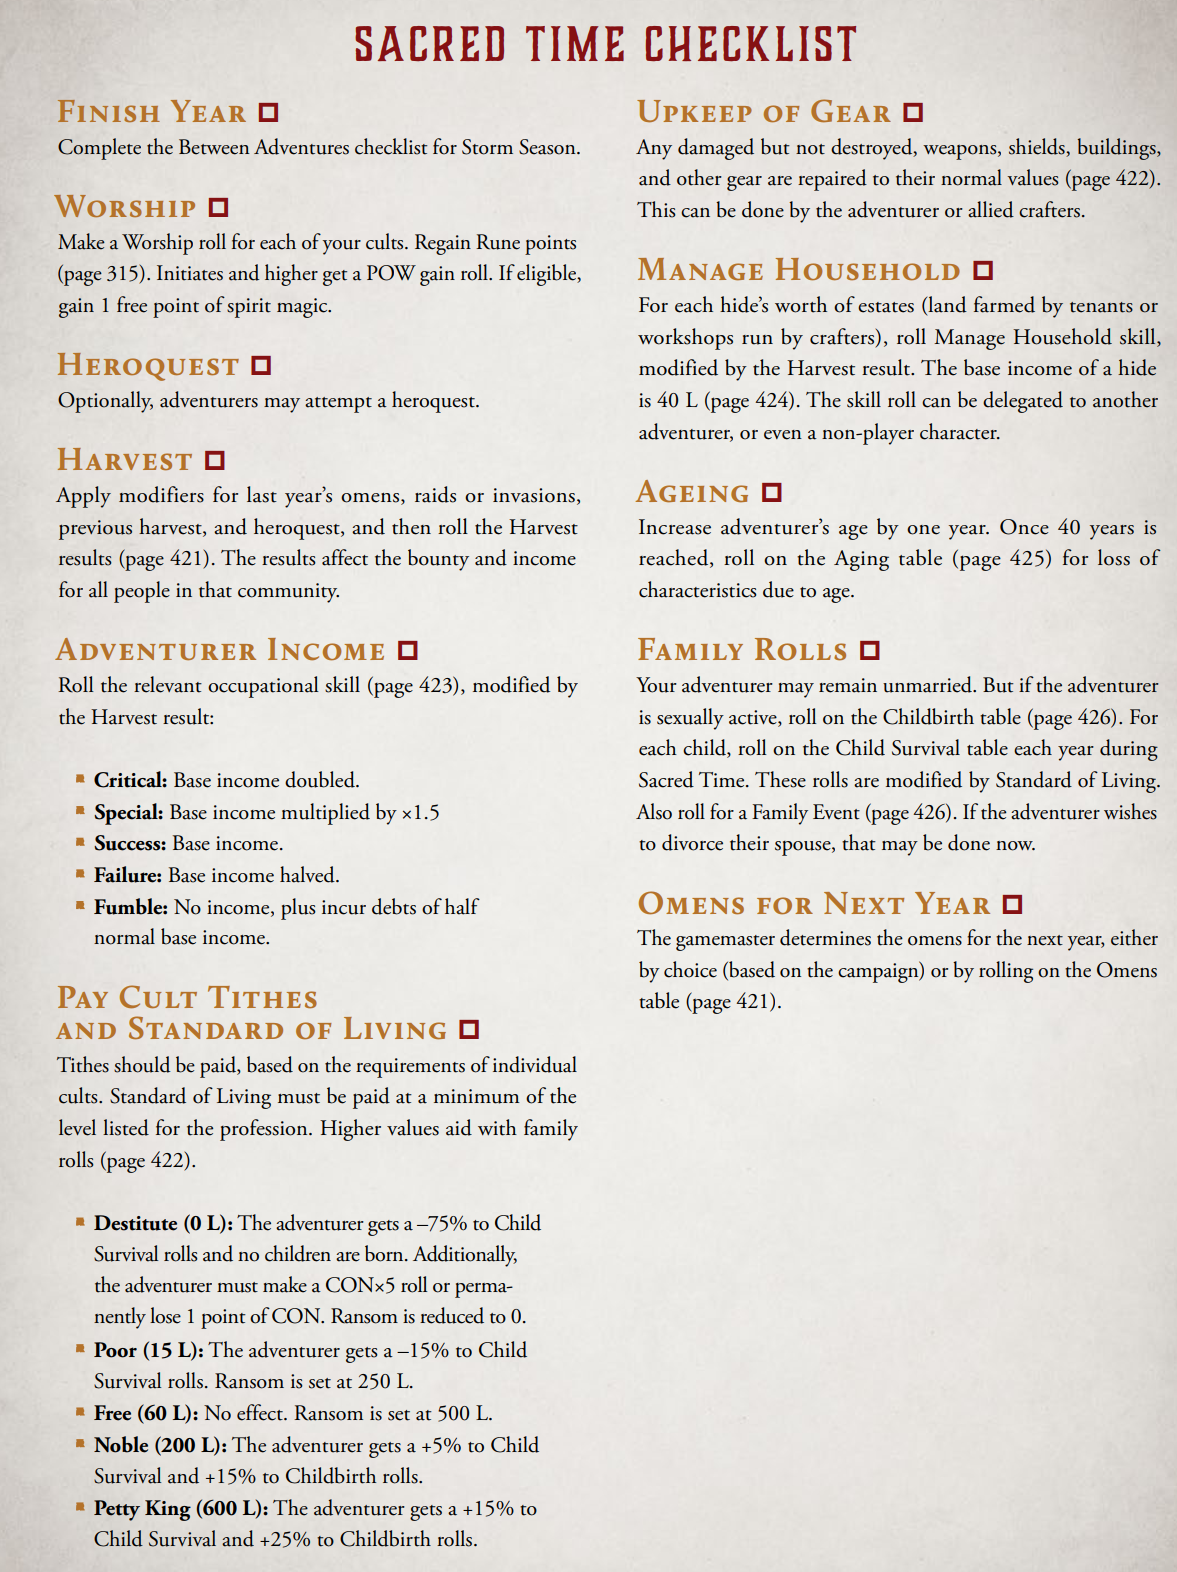 SACRED TIME CHECKLIST
FINISH YEAR
Complete the Between Adventures checklist for Storm Season.
WORSHIP
Make a Worship roll for each of your cults. Regain Rune points
(page 315). Initiates and higher get a POW gain roll. If eligible,
gain 1 free point of spirit magic.
HEROQUEST
Optionally, adventurers may attempt a heroquest.
HARVEST
Apply modifiers for last year's omens, raids or invasions,
previous harvest, and heroquest, and then roll the Harvest
results (page 421). The results affect the bounty and income
for all people in that community.
ADVENTURER INCOME
Roll the relevant occupational skill (page 423), modified by
the Harvest result:
Critical: Base income doubled.
Special: Base income multiplied by ×1.5
Success: Base income.
Failure: Base income halved.
Fumble: No income, plus incur debts of half
normal base income.
PAY CULT TITHES
AND STANDARD OF LIVING
Tithes should be paid, based on the requirements of individual
cults. Standard of Living must be paid at a minimum of the
level listed for the profession. Higher values aid with family
rolls (page 422).
Destitute (0 L): The adventurer gets a –75% to Child
Survival rolls and no children are born. Additionally,
the adventurer must make a CON×5 roll or perma-
nently lose 1 point of CON. Ransom is reduced to 0.
Poor (15 L): The adventurer gets a –15% to Child
Survival rolls. Ransom is set at 250 L.
Free (60 L): No effect. Ransom is set at 500 L.
Noble (200 L): The adventurer gets a +5% to Child
Survival and +15% to Childbirth rolls.
Petty King (600 L): The adventurer gets a +15% to
Child Survival and +25% to Childbirth rolls.
UPKEEP OF GEAR
Any damaged but not destroyed, weapons, shields, buildings,
and other gear are repaired to their normal values (page 422).
This can be done by the adventurer or allied crafters.
MANAGE HOUSEHOLD
For each hide's worth of estates (land farmed by tenants or
workshops run by crafters), roll Manage Household skill,
modified by the Harvest result. The base income of a hide
is 40 L (page 424). The skill roll can be delegated to another
adventurer, or even a non-player character.
AGEING
Increase adventurer's age by one year. Once 40 years is
reached, roll on the Aging table (page 425) for loss of
characteristics due to age.
FAMILY ROLLS
Your adventurer may remain unmarried. But if the adventurer
is sexually active, roll on the Childbirth table (page 426). For
each child, roll on the Child Survival table each year during
Sacred Time. These rolls are modified by Standard of Living.
Also roll for a Family Event (page 426). If the adventurer wishes
to divorce their spouse, that may be done now.
OMENS FOR NEXT YEAR
The gamemaster determines the omens for the next year, either
by choice (based on the campaign) or by rolling on the Omens
table (page 421).